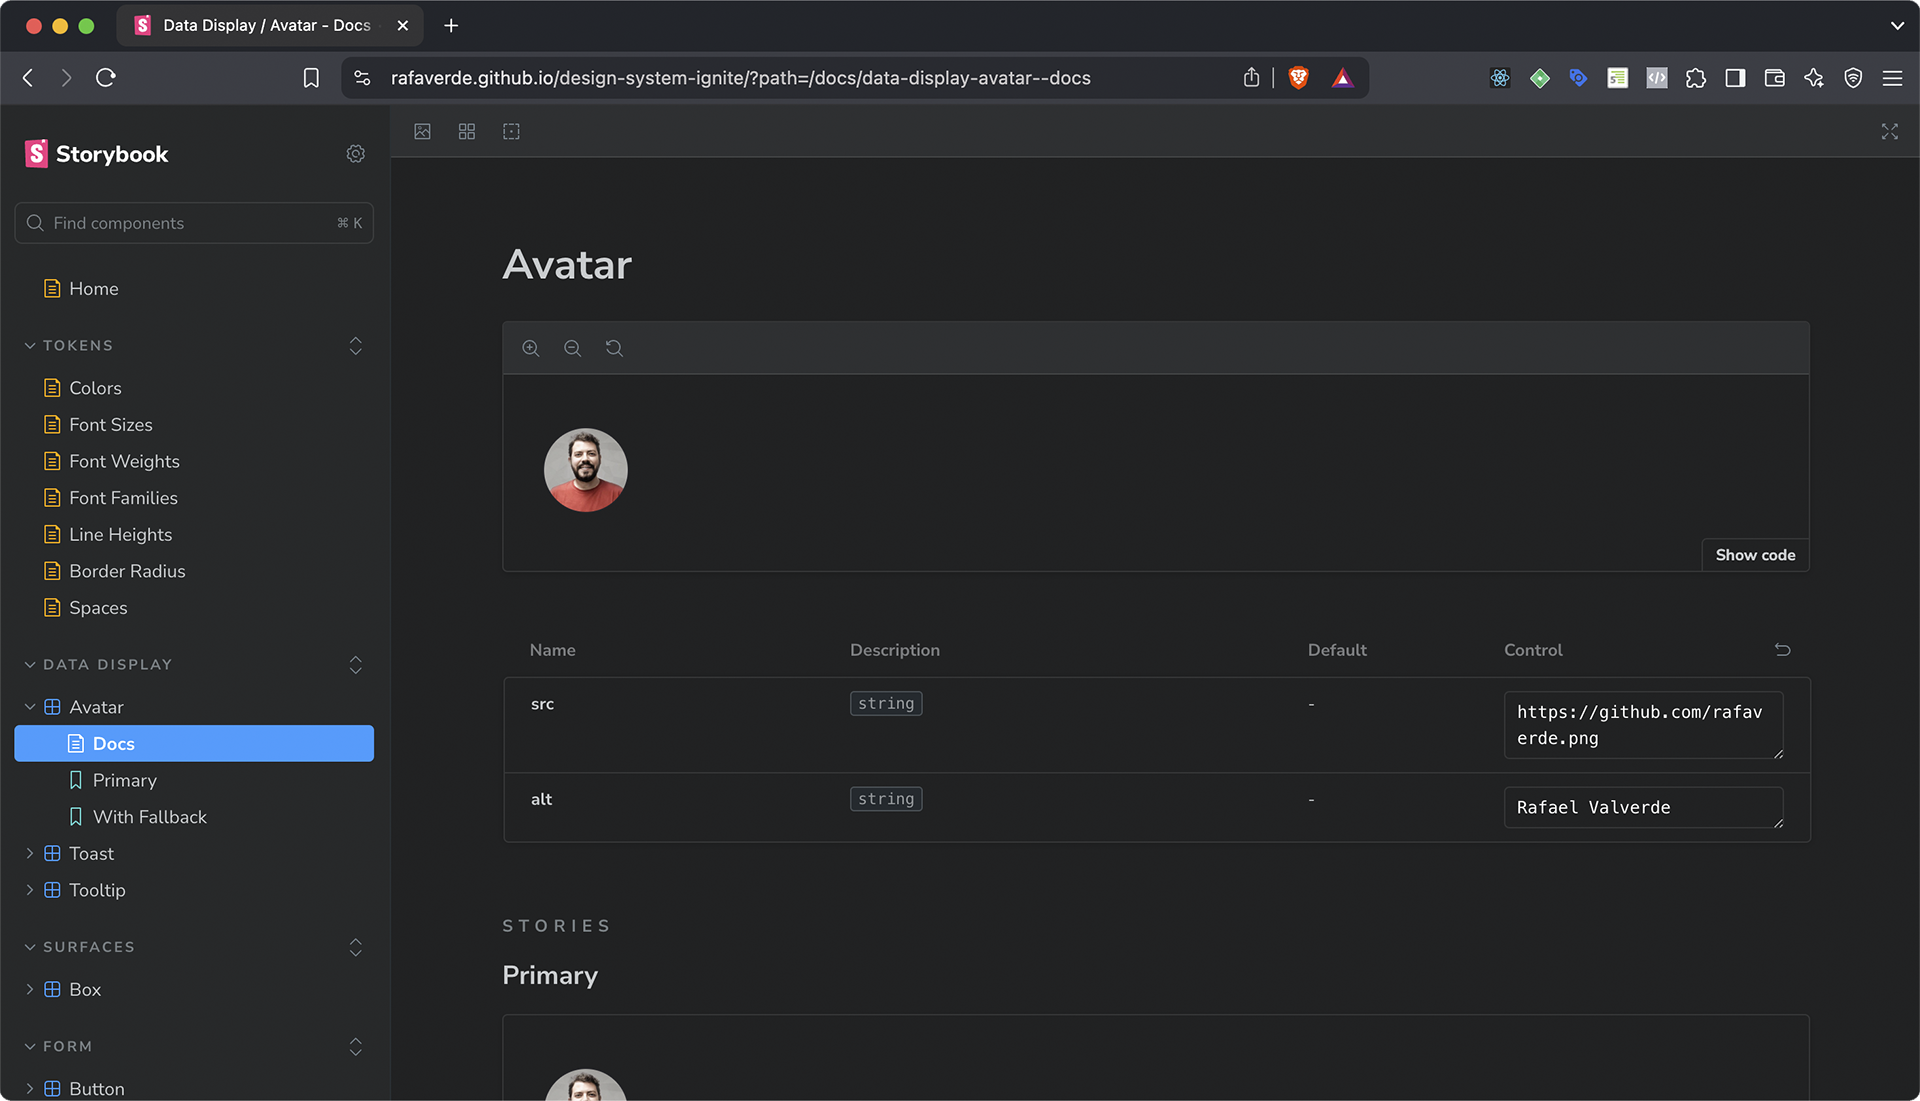 Data Display / Avatar - Docs
rafaverde.github.io/design-system-ignite/?path=/docs/data-display-avatar--docs
Storybook
Find components
⌘ K
Home
TOKENS
Colors
Font Sizes
Font Weights
Font Families
Line Heights
Border Radius
Spaces
DATA DISPLAY
Avatar
Docs
Primary
With Fallback
Toast
Tooltip
SURFACES
Box
FORM
Button
Avatar
Show code
Name Description Default Control
src string - https://github.com/rafav
erde.png
alt string - Rafael Valverde
STORIES
Primary